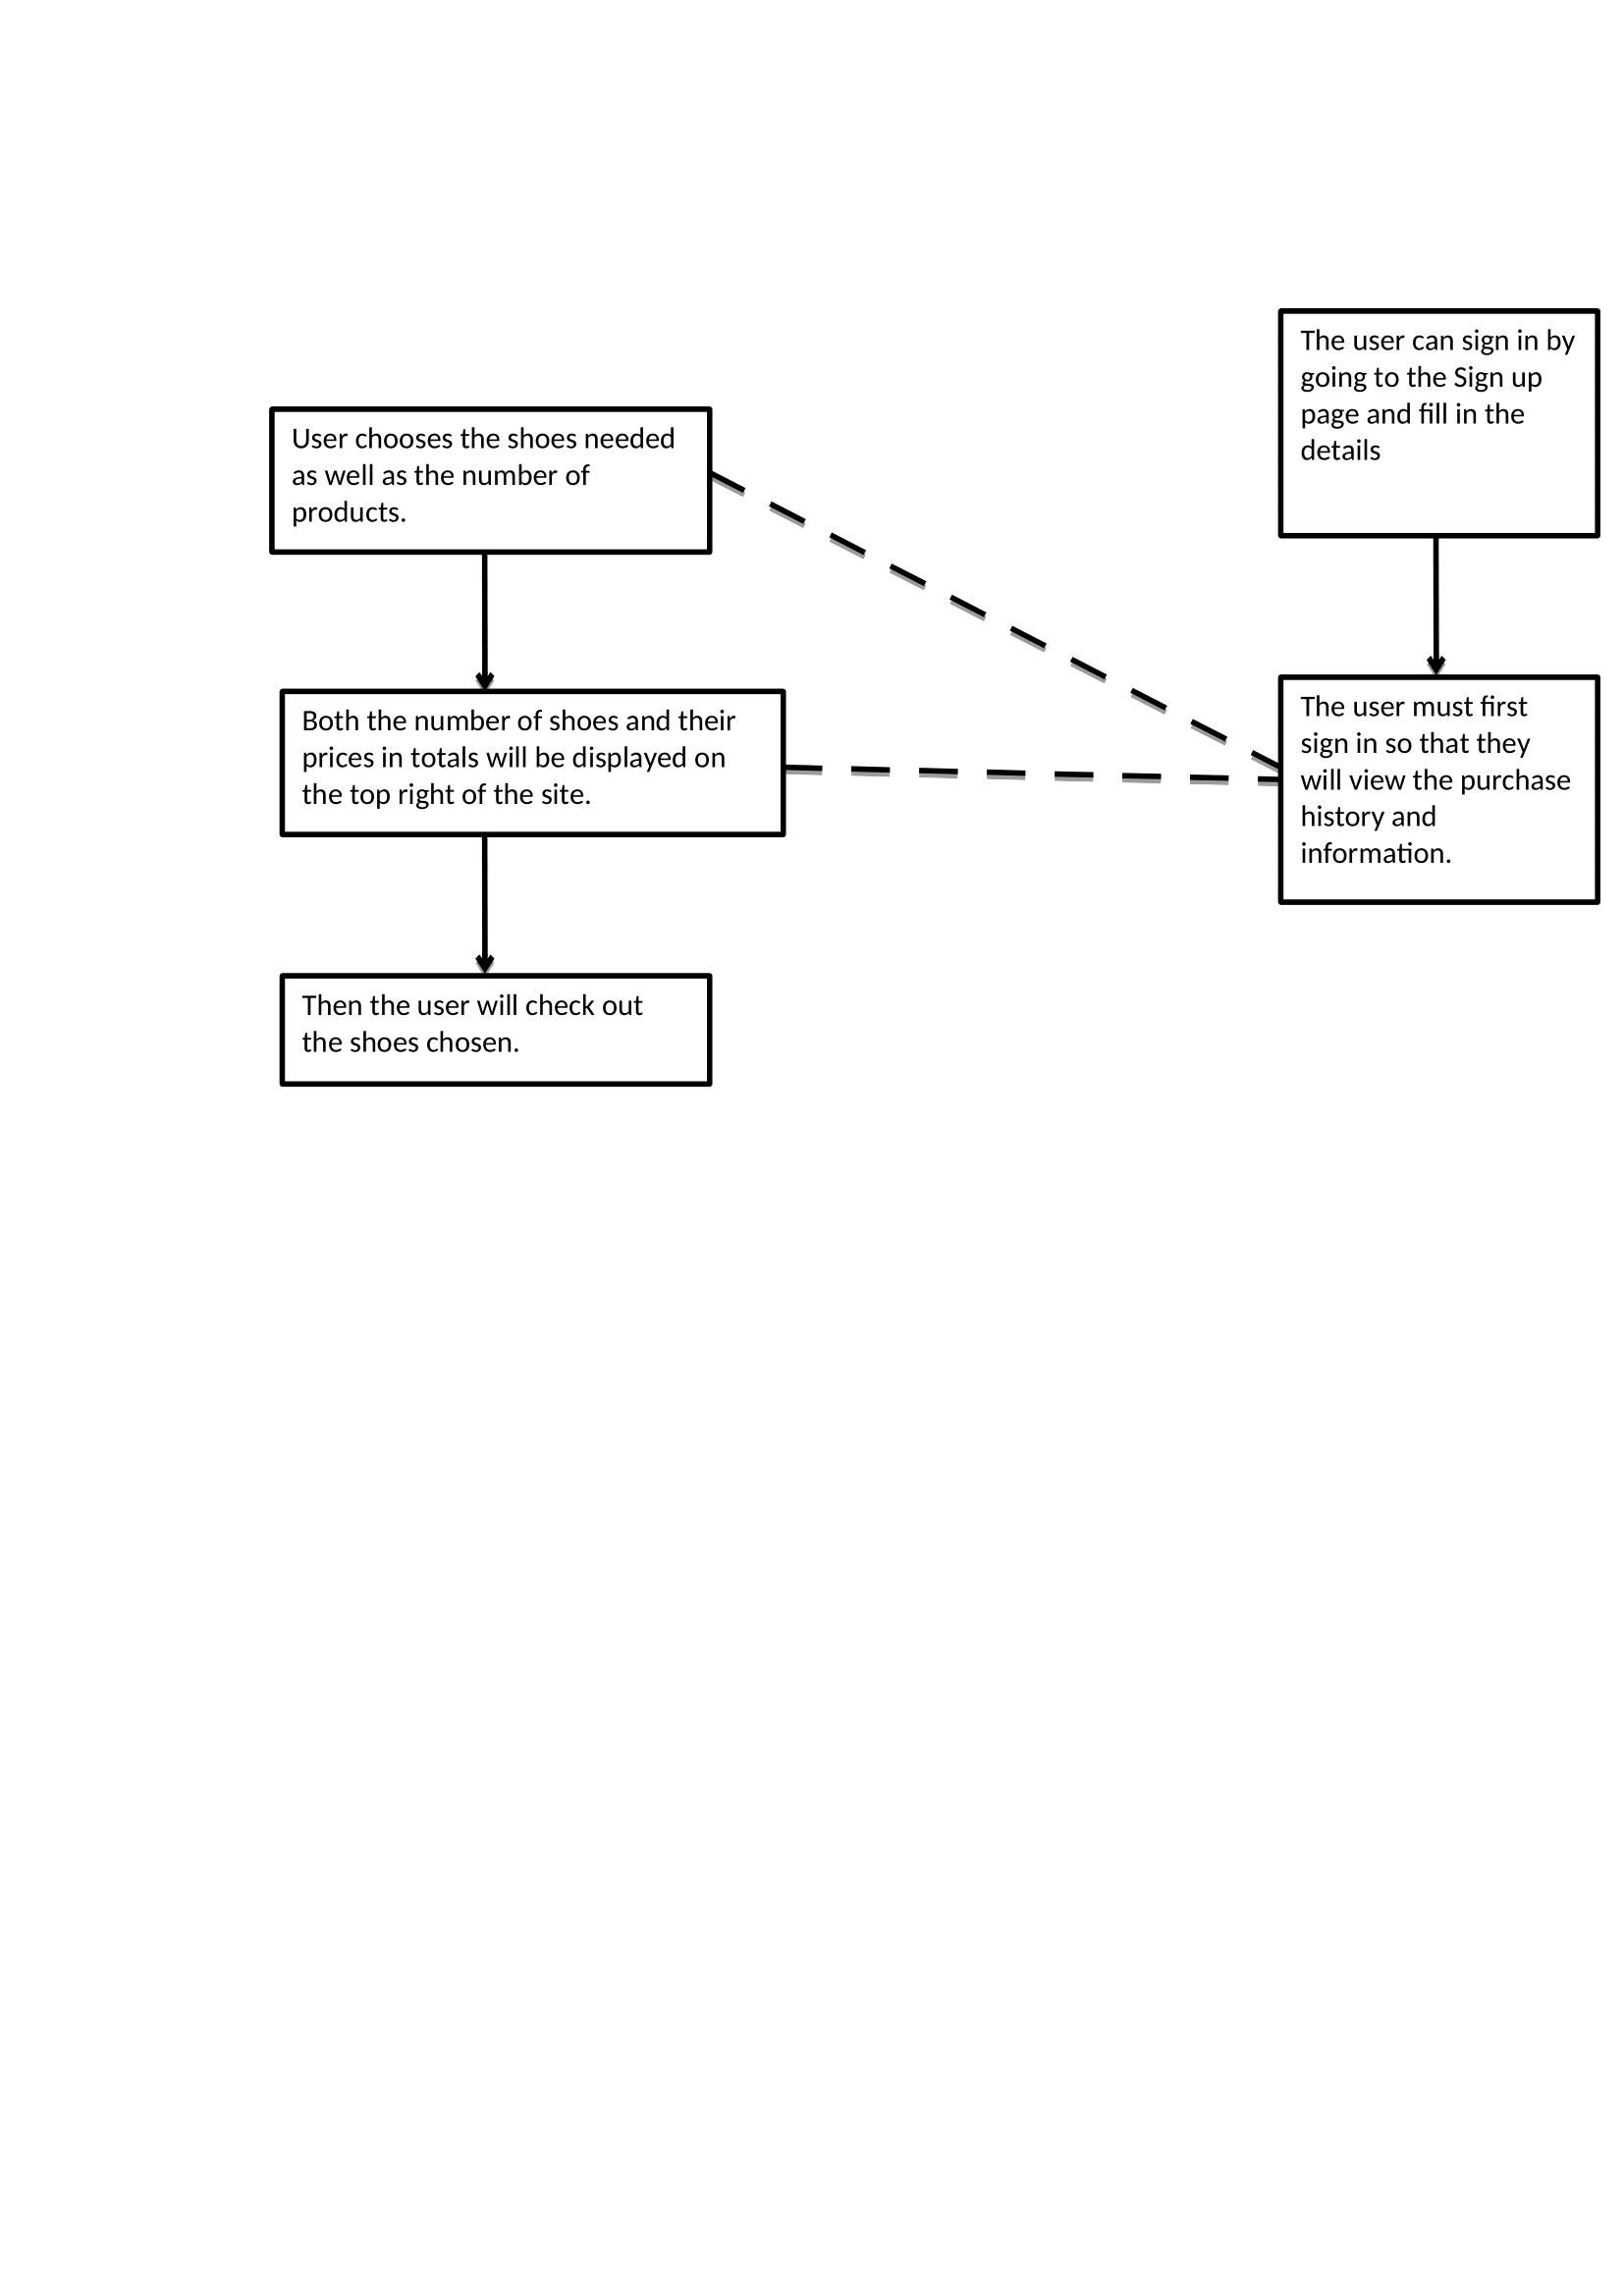 The user can sign in by
going to the Sign up
page and fill in the
details
User chooses the shoes needed
as well as the number of
products.
Both the number of shoes and their
prices in totals will be displayed on
the top right of the site.
The user must first
sign in so that they
will view the purchase
history and
information.
Then the user will check out
the shoes chosen.